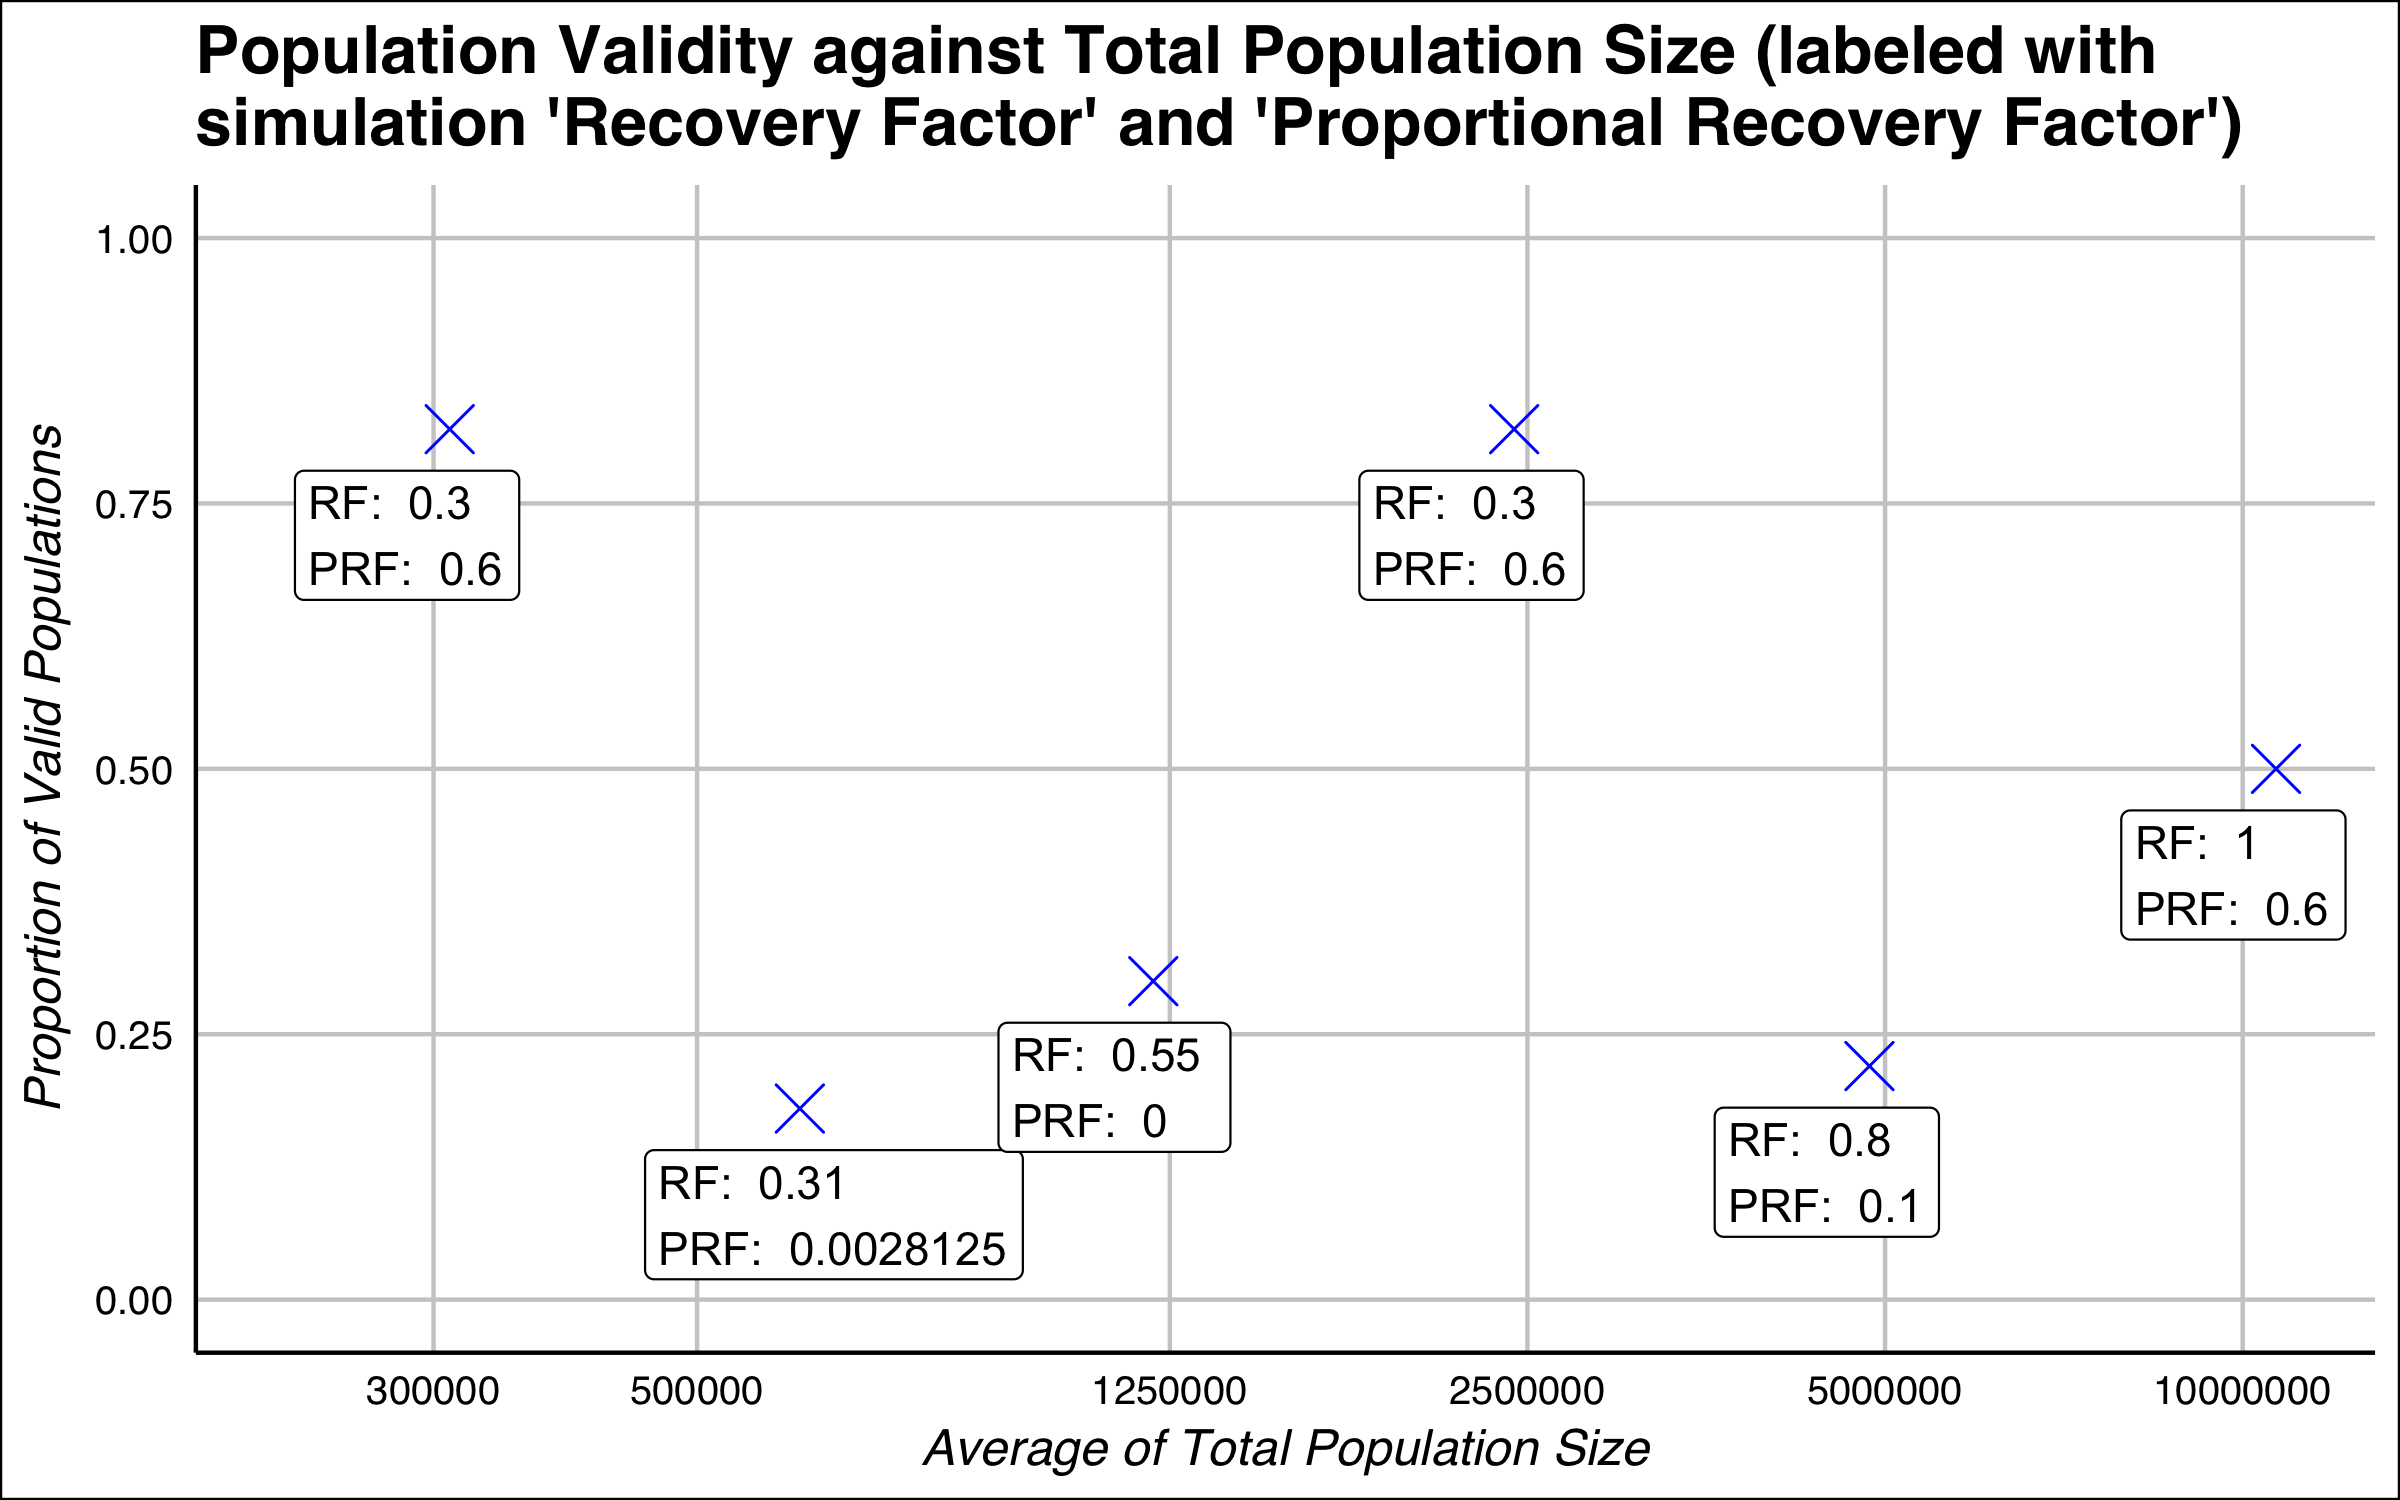 Population Validity against Total Population Size (labeled with
simulation 'Recovery Factor' and 'Proportional Recovery Factor')
Proportion of Valid Populations
1.00
0.75
0.50
0.25
0.00
RF:  0.3
PRF:  0.6
RF:  0.3
PRF:  0.6
RF:  1
PRF:  0.6
RF:  0.55
PRF:  0
RF:  0.8
PRF:  0.1
RF:  0.31
PRF:  0.0028125
300000
500000
1250000
2500000
5000000
10000000
Average of Total Population Size